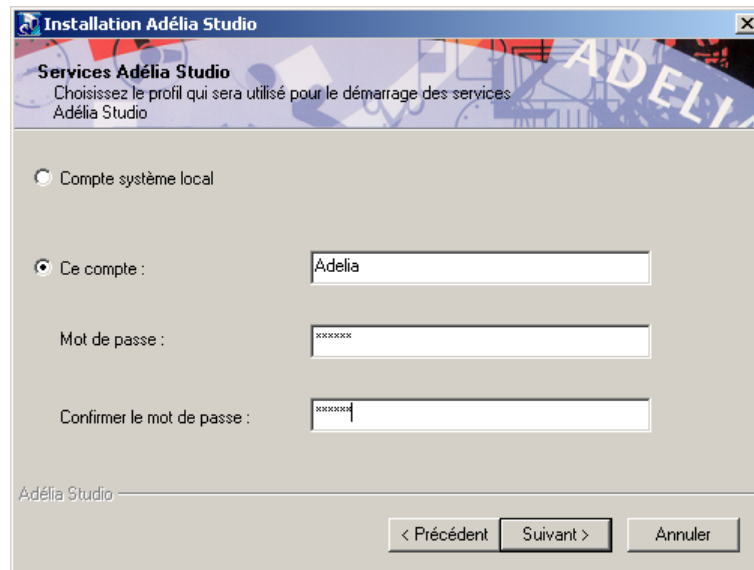 Installation Adélia Studio
Services Adélia Studio
Choisissez le profil qui sera utilisé pour le démarrage des services
Adélia Studio
ADELIA
Compte système local
Ce compte :
Adelia
Mot de passe :
××××××
Confirmer le mot de passe :
××××××
Adélia Studio
< Précédent
Suivant >
Annuler